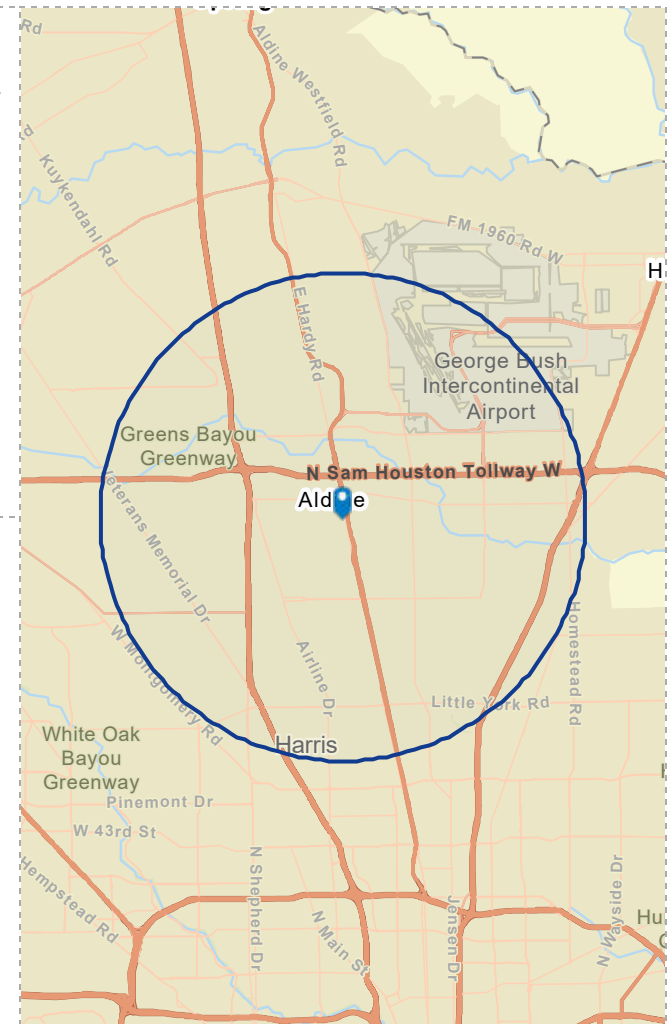 Rd
Aldine Westfield Rd
Kuykendahl Rd
FM 1960 Rd W
H
E Hardy Rd
George Bush
Intercontinental
Airport
Greens Bayou
Greenway
N Sam Houston Tollway W
Veterans Memorial Dr
W Montgomery Rd
Airline Dr
Homestead Rd
Little York Rd
Harris
White Oak
Bayou
Greenway
Pinemont Dr
W 43rd St
Hempstead Rd
N Shepherd Dr
N Main St
Jensen Dr
N Wayside Dr
Hu